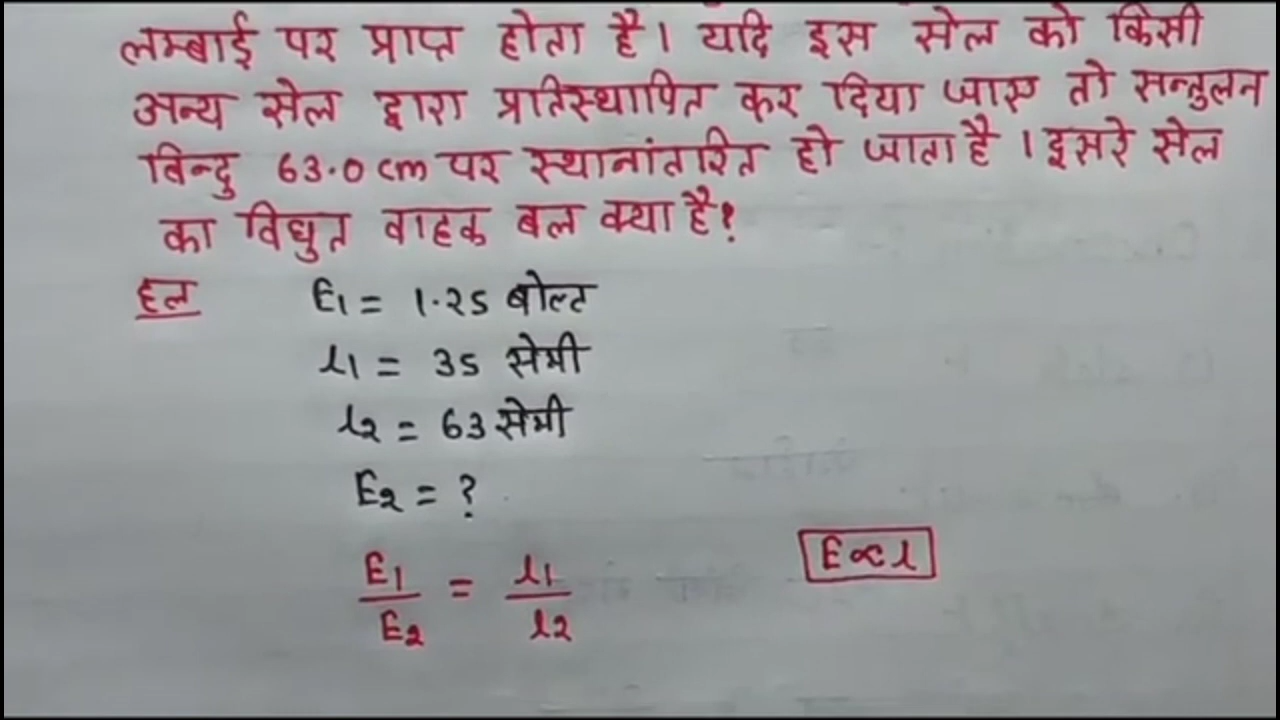 लम्बाई पर प्राप्त होता है। यदि इस सेल को किसी
अन्य सेल द्वारा प्रतिस्थापित कर दिया जाए तो सन्तुलन
बिन्दु 63.0 cm पर स्थानांतरित हो जाता है । इसरे सेल
का विधुत वाहक बल क्या है?
हल E1 = 1.25 बोल्ट
l1 = 35 सेमी
l2 = 63 सेमी
E2 = ?
E1/E2 = l1/l2 E∝l